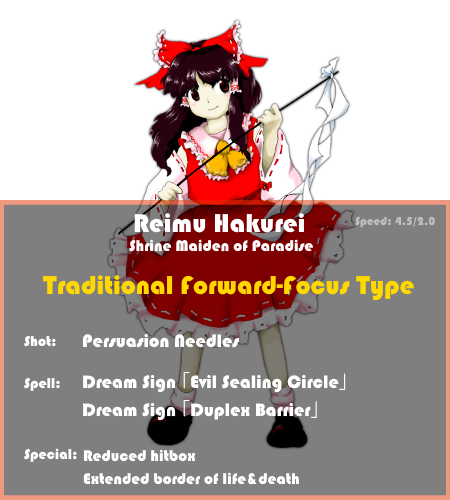 Reimu Hakurei
Speed: 4.5/2.0
Shrine Maiden of Paradise
Traditional Forward-Focus Type
Shot: Persuasion Needles
Spell: Dream Sign「Evil Sealing Circle」
Dream Sign「Duplex Barrier」
Special: Reduced hitbox
Extended border of life&death